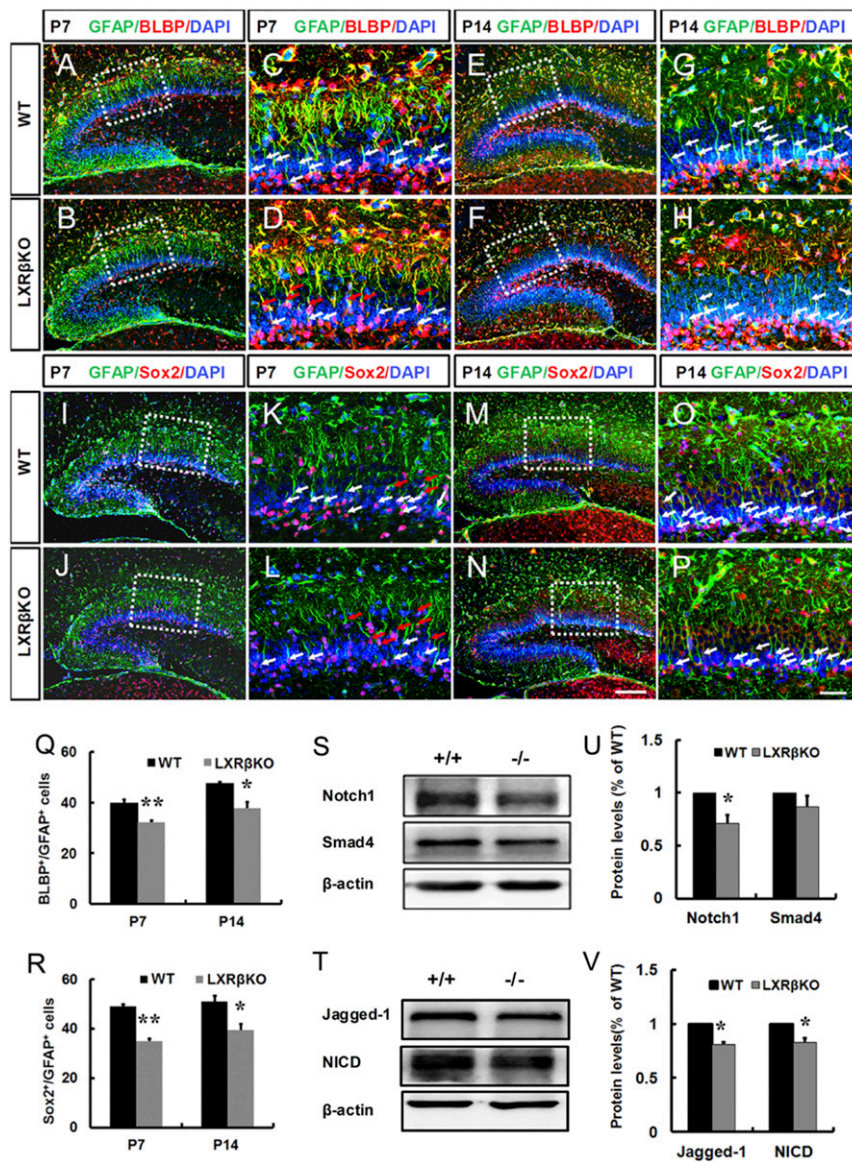 P7 GFAP/BLBP/DAPI
P7 GFAP/BLBP/DAPI
P14 GFAP/BLBP/DAPI
P14 GFAP/BLBP/DAPI
WT
A
C
E
G
LXRβKO
B
D
F
H
P7 GFAP/Sox2/DAPI
P7 GFAP/Sox2/DAPI
P14 GFAP/Sox2/DAPI
P14 GFAP/Sox2/DAPI
WT
I
K
M
O
LXRβKO
J
L
N
P
Q
BLBP⁺/GFAP⁺ cells
60
40
20
0
WT
LXRβKO
**
*
P7
P14
S
+/+
-/-
Notch1
Smad4
β-actin
U
Protein levels (% of WT)
1.5
1
0.5
0
WT
LXRβKO
*
Notch1
Smad4
R
Sox2⁺/GFAP⁺ cells
60
40
20
0
WT
LXRβKO
**
*
P7
P14
T
+/+
-/-
Jagged-1
NICD
β-actin
V
Protein levels(% of WT)
1.5
1
0.5
0
WT
LXRβKO
*
*
Jagged-1
NICD